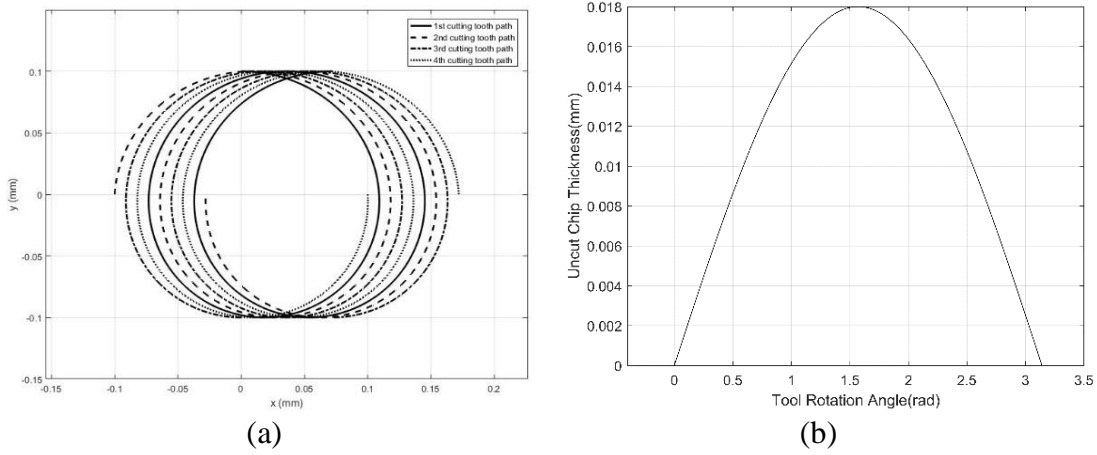 1st cutting tooth path
2nd cutting tooth path
3rd cutting tooth path
4th cutting tooth path
0.1
0.05
0
-0.05
-0.1
-0.15
y (mm)
-0.15 -0.1 -0.05 0 0.05 0.1 0.15 0.2
x (mm)
(a)
0.018
0.016
0.014
0.012
0.01
0.008
0.006
0.004
0.002
0
Uncut Chip Thickness(mm)
0 0.5 1 1.5 2 2.5 3 3.5
Tool Rotation Angle(rad)
(b)